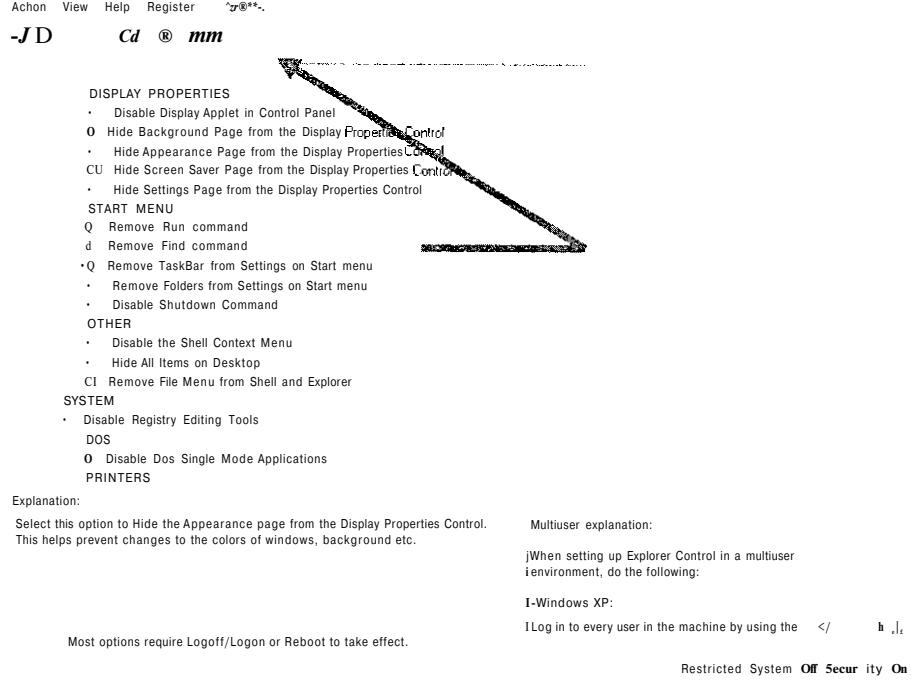 Achon View Help Register ^zr®**-.
-J D Cd ® mm
DISPLAY PROPERTIES
• Disable Display Applet in Control Panel
O Hide Background Page from the Display Properties Control
• Hide Appearance Page from the Display Properties Control
CU Hide Screen Saver Page from the Display Properties Control
• Hide Settings Page from the Display Properties Control
START MENU
Q Remove Run command
d Remove Find command
•Q Remove TaskBar from Settings on Start menu
• Remove Folders from Settings on Start menu
• Disable Shutdown Command
OTHER
• Disable the Shell Context Menu
• Hide All Items on Desktop
CI Remove File Menu from Shell and Explorer
SYSTEM
• Disable Registry Editing Tools
DOS
O Disable Dos Single Mode Applications
PRINTERS
Explanation:
Select this option to Hide the Appearance page from the Display Properties Control.
This helps prevent changes to the colors of windows, background etc.
Most options require Logoff/Logon or Reboot to take effect.
Multiuser explanation:
jWhen setting up Explorer Control in a multiuser
i environment, do the following:
I-Windows XP:
I Log in to every user in the machine by using the </ h
Restricted System Off 5ecur ity On